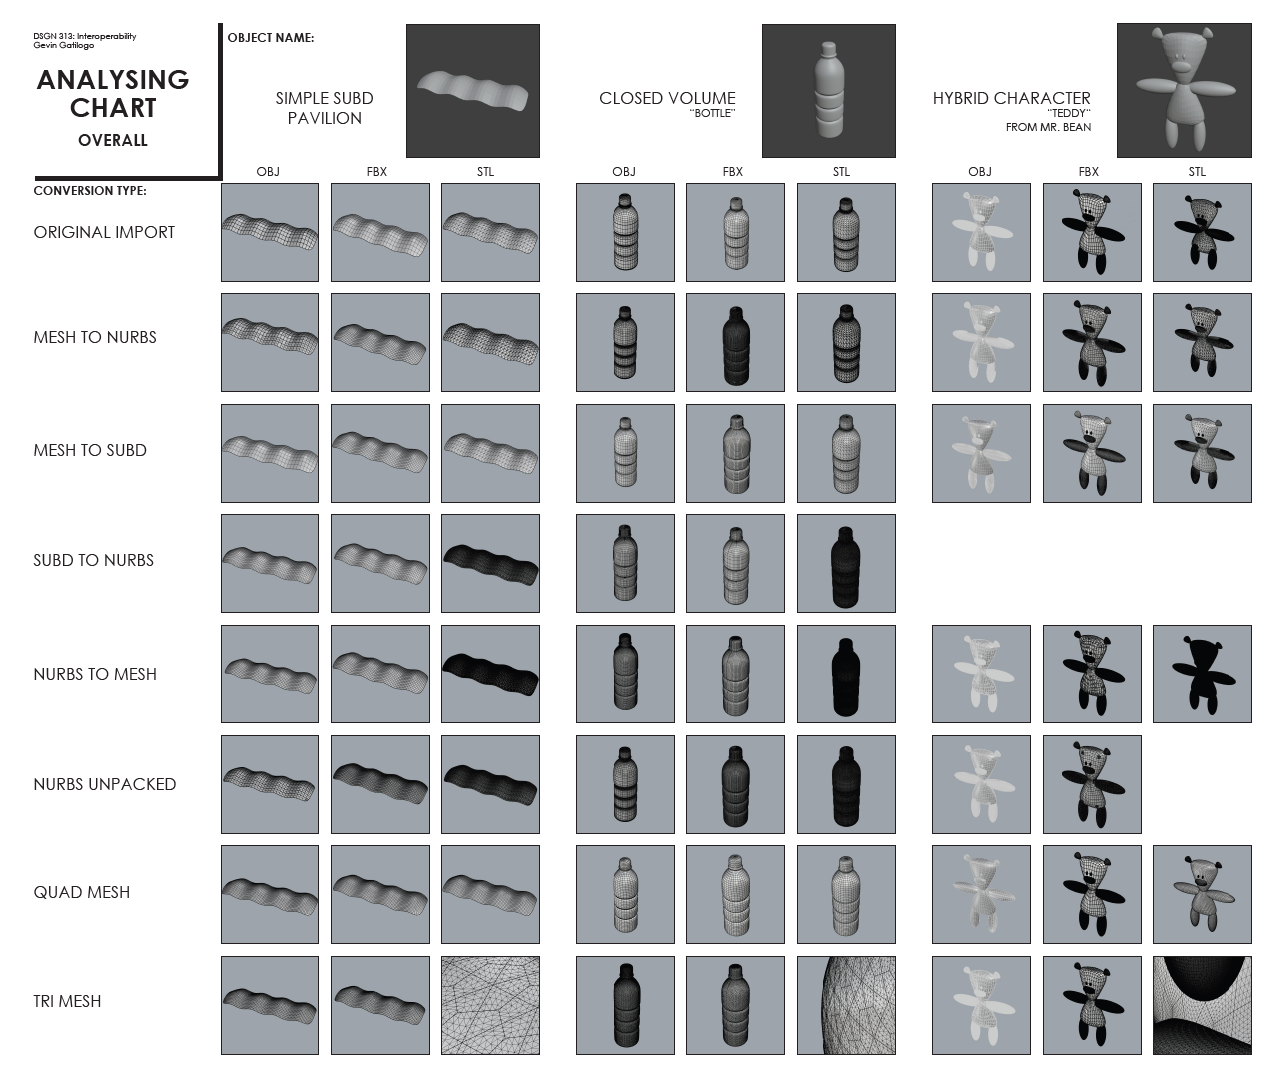 DSGN 313: Interoperability
Gevin Gatilogo
ANALYSING
CHART
OVERALL
OBJECT NAME:
SIMPLE SUBD
PAVILION
CLOSED VOLUME
"BOTTLE"
HYBRID CHARACTER
"TEDDY"
FROM MR. BEAN
OBJ FBX STL OBJ FBX STL OBJ FBX STL
CONVERSION TYPE:
ORIGINAL IMPORT
MESH TO NURBS
MESH TO SUBD
SUBD TO NURBS
NURBS TO MESH
NURBS UNPACKED
QUAD MESH
TRI MESH